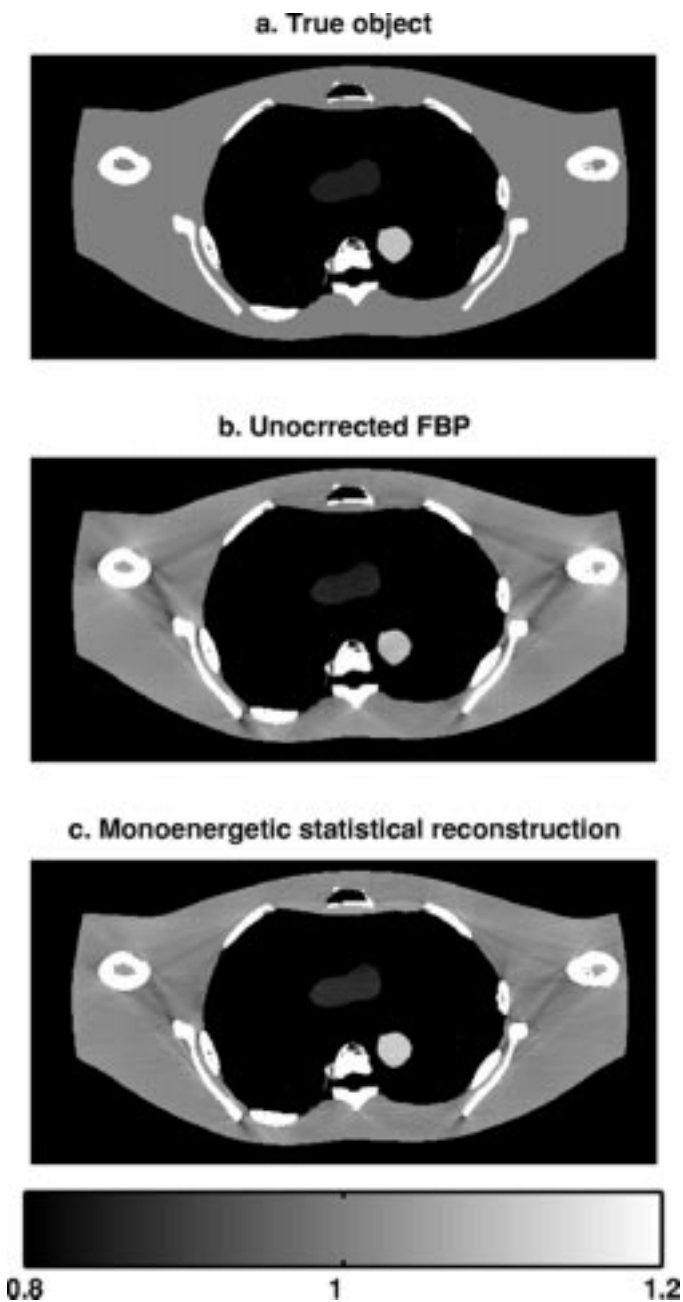 a. True object
b. Unocrrected FBP
c. Monoenergetic statistical reconstruction
0.8 1 1.2